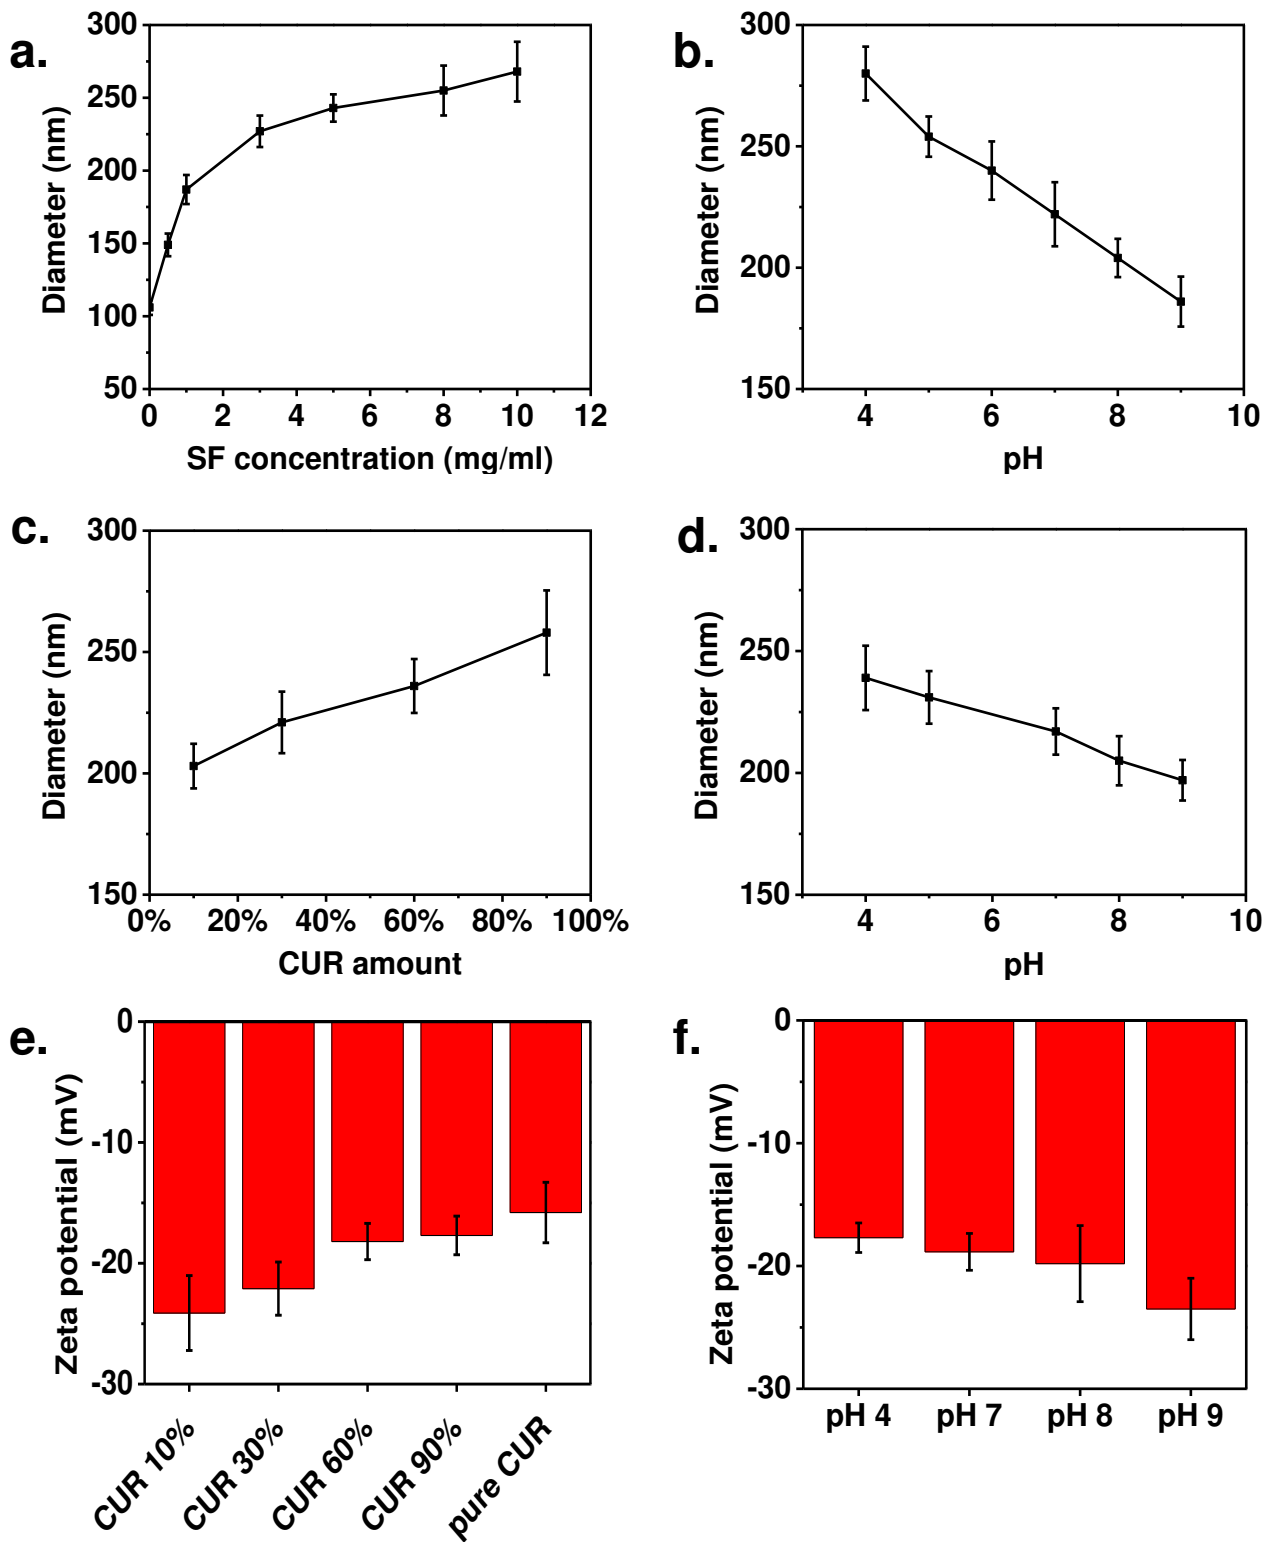 a.
300
250
200
150
100
50
Diameter (nm)
0 2 4 6 8 10 12
SF concentration (mg/ml)
b.
300
250
200
150
Diameter (nm)
4 6 8 10
pH
c.
300
250
200
150
Diameter (nm)
0% 20% 40% 60% 80% 100%
CUR amount
d.
300
250
200
150
Diameter (nm)
4 6 8 10
pH
e.
0
-10
-20
-30
Zeta potential (mV)
CUR 10%
CUR 30%
CUR 60%
CUR 90%
pure CUR
f.
0
-10
-20
-30
Zeta potential (mV)
pH 4 pH 7 pH 8 pH 9